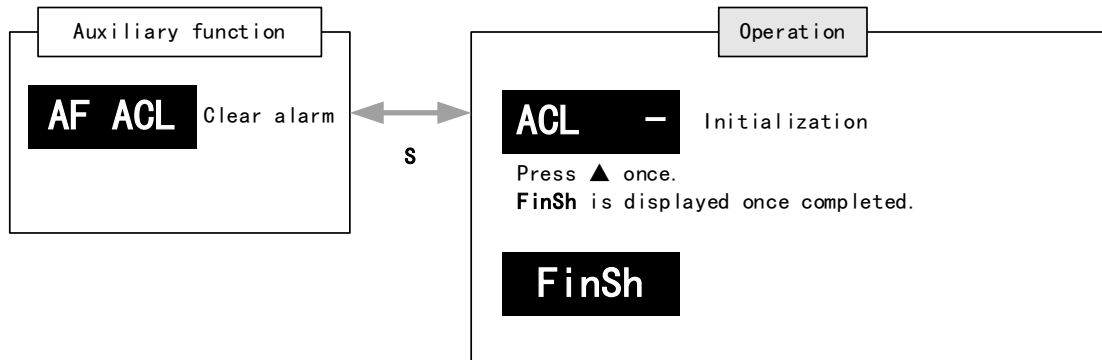 Auxiliary function
AF ACL Clear alarm
S
Operation
ACL – Initialization
Press ▲ once.
FinSh is displayed once completed.
FinSh